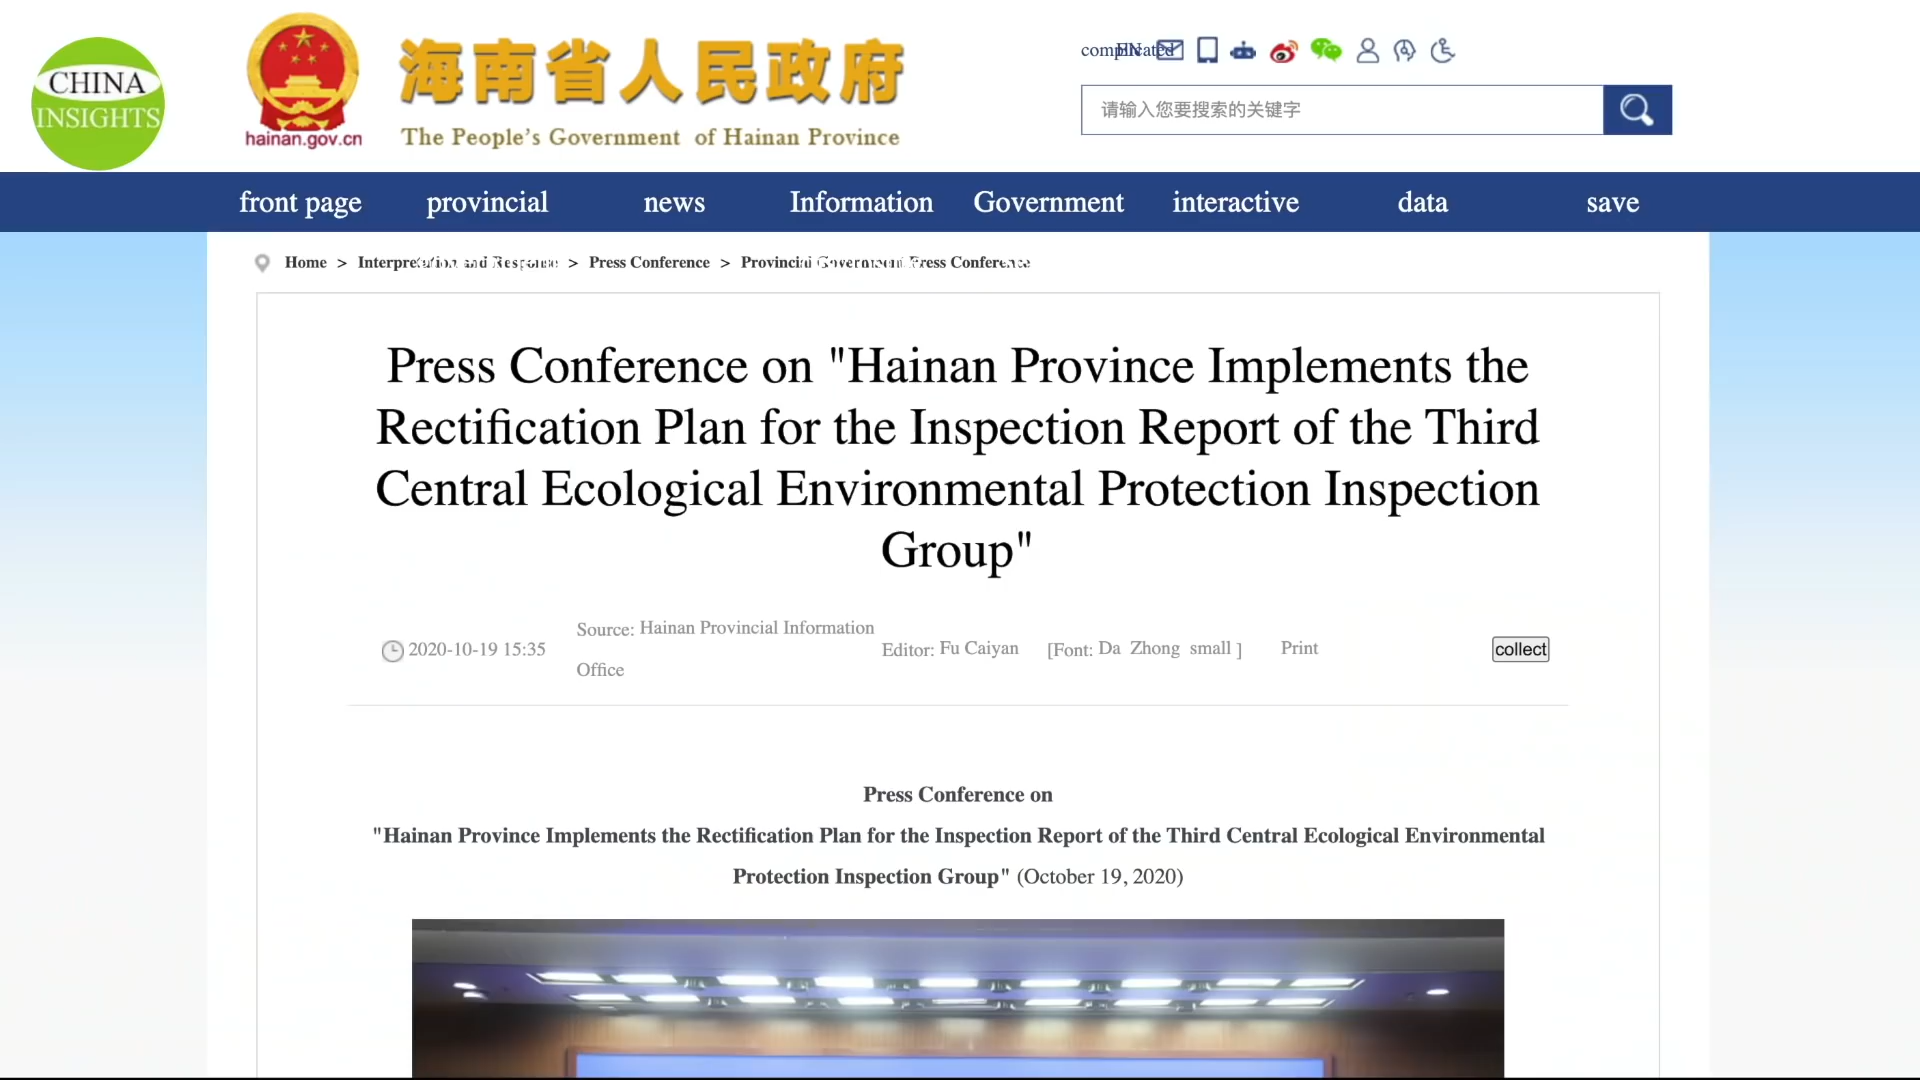 CHINA
INSIGHTS
hainan.gov.cn
海南省人民政府
The People's Government of Hainan Province
请输入您要搜索的关键字
front page
provincial
news
Information
Government
interactive
data
save
Home > > Press Conference >
Press Conference on "Hainan Province Implements the
Rectification Plan for the Inspection Report of the Third
Central Ecological Environmental Protection Inspection
Group"
2020-10-19 15:35
Source: Hainan Provincial Information
Office
Editor: Fu Caiyan
[Font: Da Zhong small ]
Print
collect
Press Conference on
"Hainan Province Implements the Rectification Plan for the Inspection Report of the Third Central Ecological Environmental
Protection Inspection Group" (October 19, 2020)